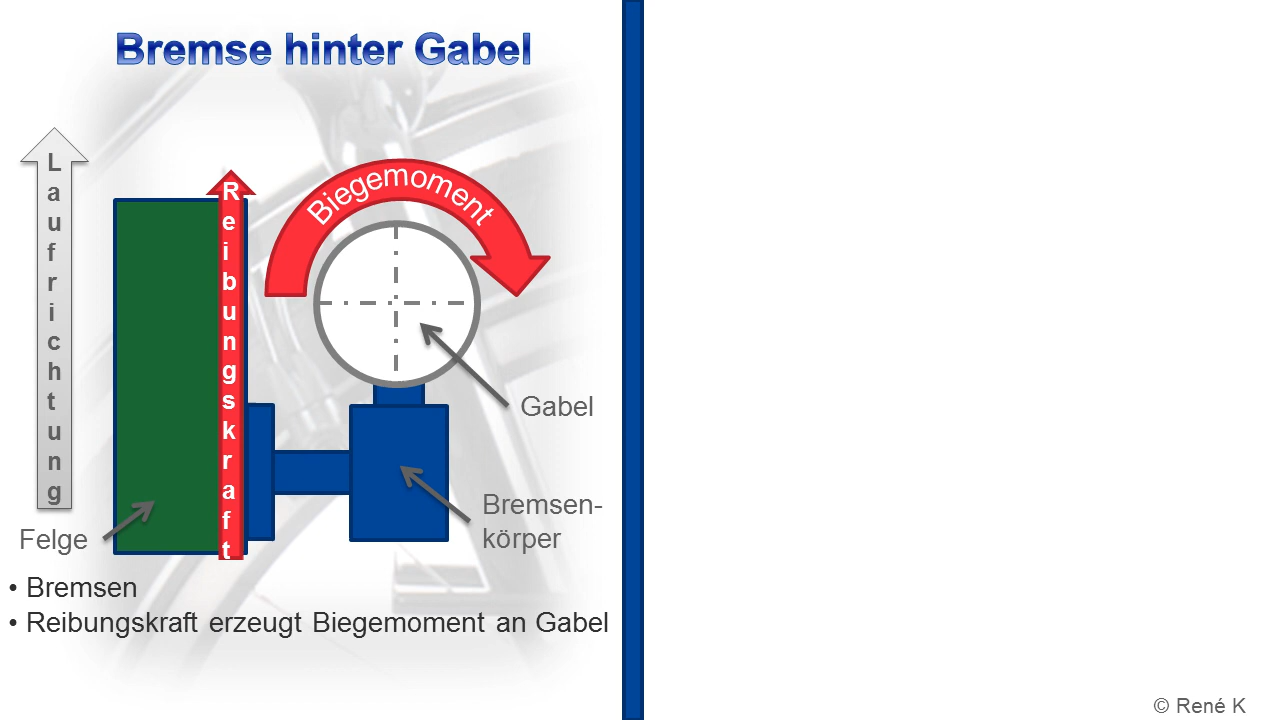 Bremse hinter Gabel
Laufrichtung
Reibungskraft
Biegemoment
Gabel
Bremsen-
körper
Felge
• Bremsen
• Reibungskraft erzeugt Biegemoment an Gabel
© René K